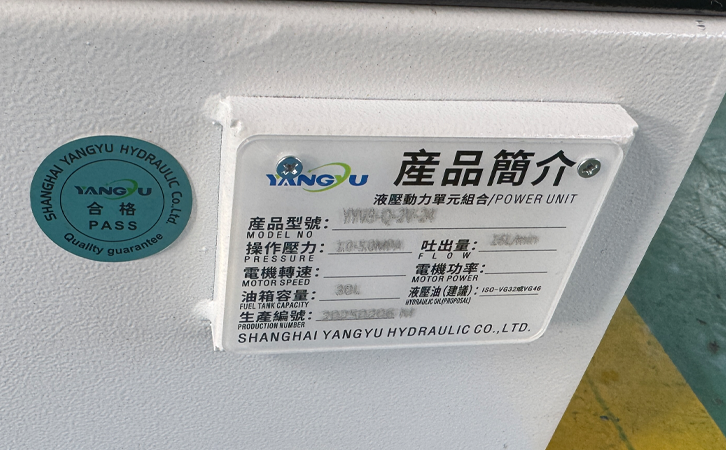 SHANGHAI YANGYU HYDRAULIC Co.,Ltd
YANGYU
合格
PASS
Quality guarantee
YANGYU
産品簡介
液壓動力單元組合/POWER UNIT
産品型號:
MODEL NO
操作壓力:
PRESSURE
吐出量:
FLOW
電機轉速:
MOTOR SPEED
電機功率:
MOTOR POWER
油箱容量: 30L
FUEL TANK CAPACITY
液壓油(建議): ISO-VG32或VG46
HYDRAULIC OIL(PROPOSAL)
生産編號:
PRODUCTION NUMBER
SHANGHAI YANGYU HYDRAULIC CO.,LTD.